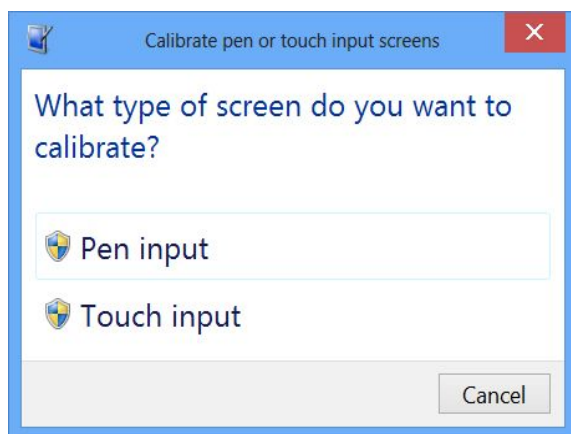 Calibrate pen or touch input screens
What type of screen do you want to
calibrate?
Pen input
Touch input
Cancel